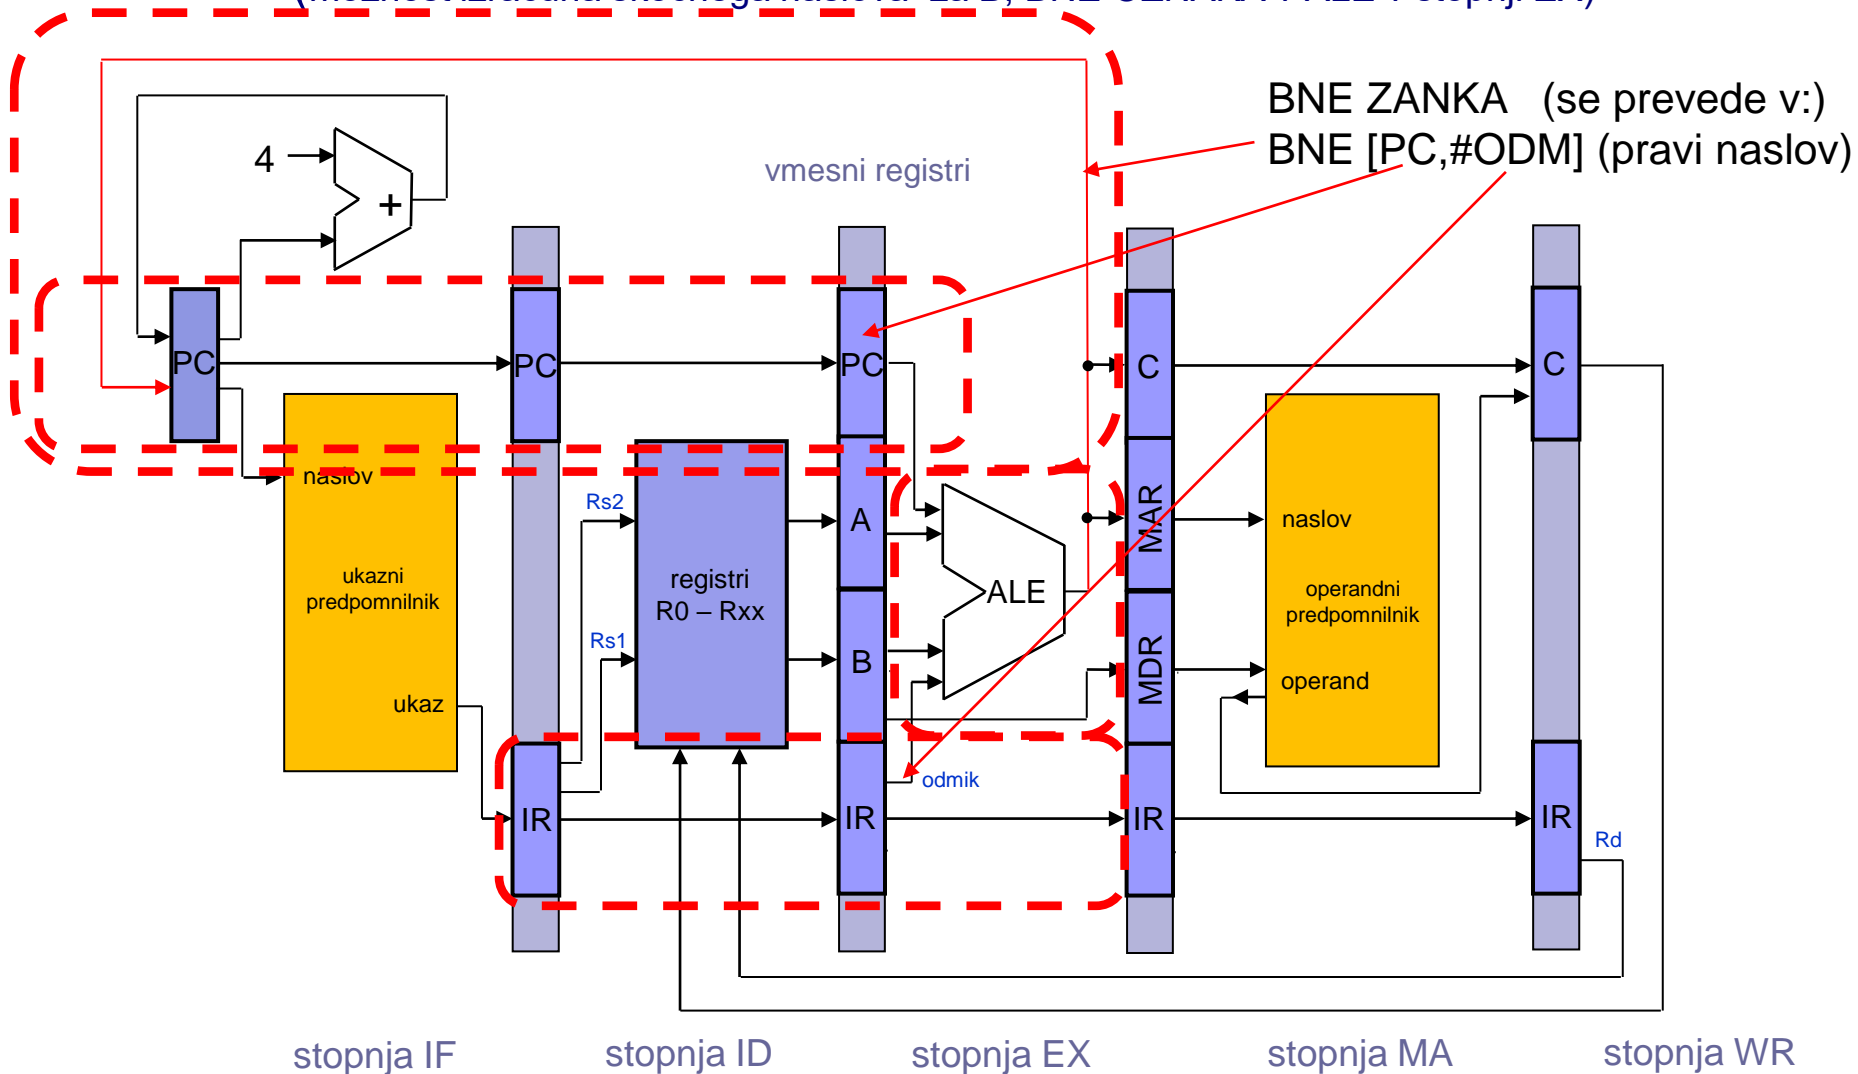 BNE ZANKA (se prevede v:)
BNE [PC,#ODM] (pravi naslov)
vmesni registri
4
+
PC
PC
PC
C
C
naslov
ukazni
predpomnilnik
ukaz
Rs2
Rs1
registri
R0 – Rxx
A
B
ALE
MAR
MDR
naslov
operandni
predpomnilnik
operand
odmik
IR
IR
IR
IR
Rd
stopnja IF
stopnja ID
stopnja EX
stopnja MA
stopnja WR